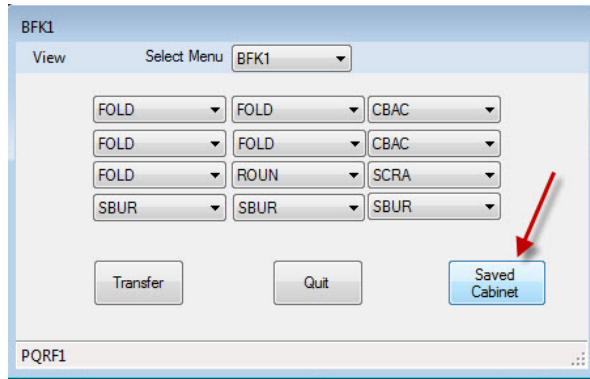 BFK1
View Select Menu BFK1
FOLD FOLD CBAC
FOLD FOLD CBAC
FOLD ROUN SCRA
SBUR SBUR SBUR
Transfer Quit Saved Cabinet
PQRF1